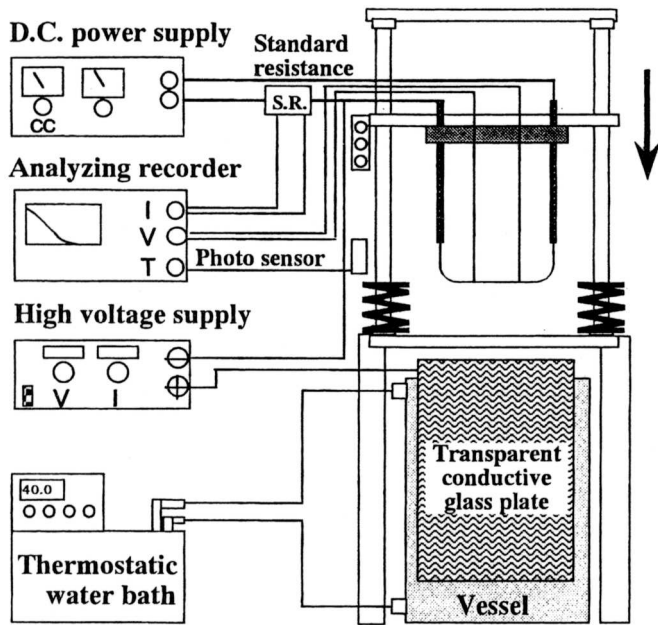 D.C. power supply
CC
Standard
resistance
S.R.
Analyzing recorder
I
V
T
Photo sensor
High voltage supply
V I
40.0
Thermostatic
water bath
Transparent
conductive
glass plate
Vessel